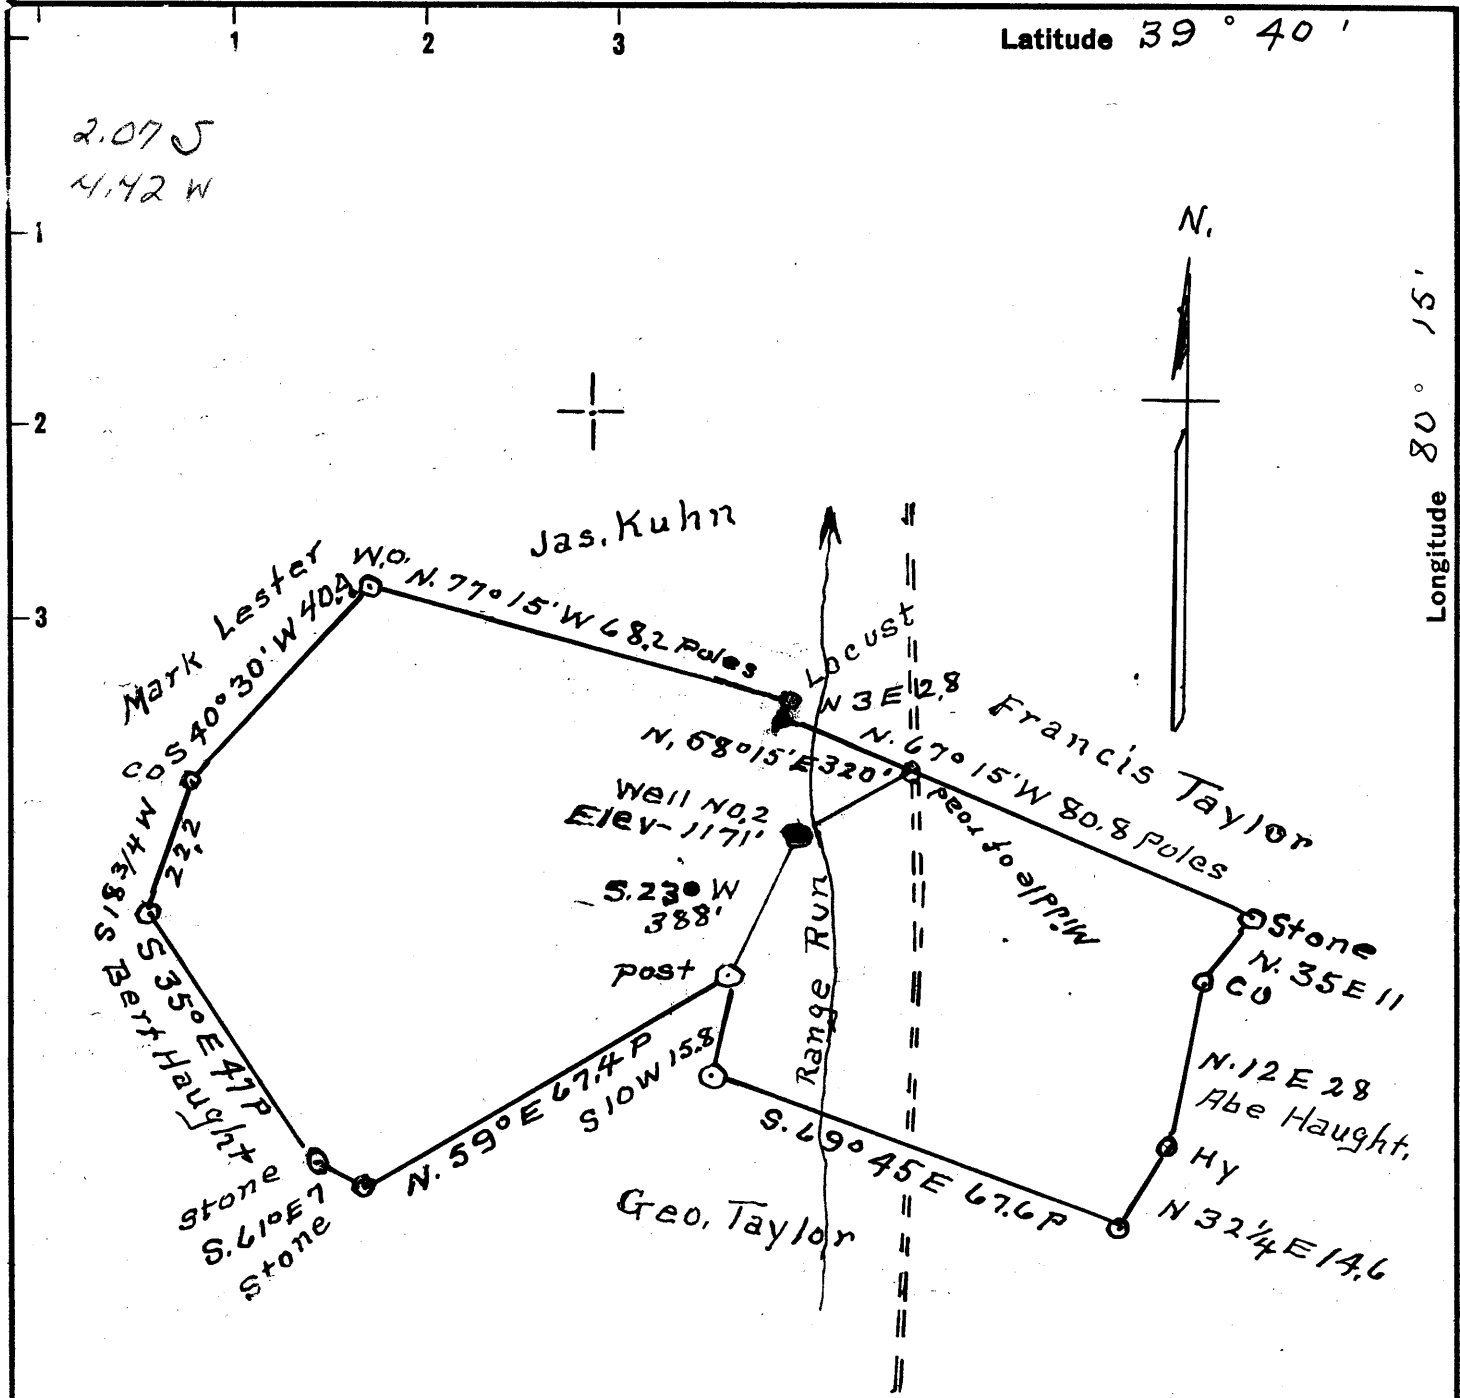 1
2
3
Latitude 39° 40'
2.07 S
4.42 W
1
2
3
N.
Longitude 80° 15'
Jas. Kuhn
Mark Lester
W.O.
N. 77° 15' W 68.2 Poles
S 40° 30' W 40.4
CO
Locust
N 3 E 2.8
N. 68° 15' E 320'
N. 67° 15' W 80.8 Poles
Francis Taylor
Well No. 2
Elev- 1171'
Middle of road
S. 23° W
388'
Range Run
post
Stone
N. 35 E 11
CO
S 18 3/4 W
22.2
S 35° E 47 P
Bert Haught
N. 12 E 28
Abe Haught.
Hy
N 32 1/4 E 14.6
N. 59° E 67.4 P
S 10 W 15.8
S. 69° 45 E 67.6 P
stone
S. 61° E 7
stone
Geo. Taylor